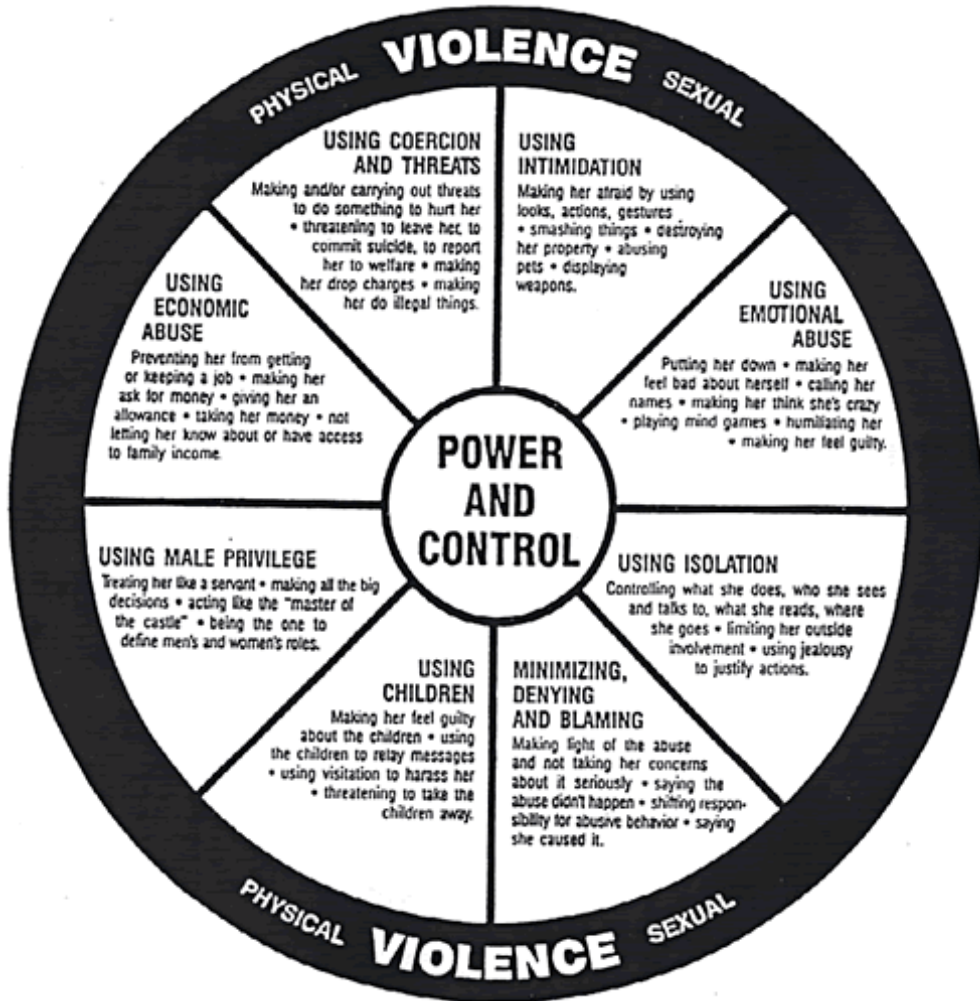 PHYSICAL VIOLENCE SEXUAL
USING COERCION
AND THREATS
Making and/or carrying out threats
to do something to hurt her
• threatening to leave her, to
commit suicide, to report
her to welfare • making
her drop charges • making
her do illegal things.
USING
INTIMIDATION
Making her afraid by using
looks, actions, gestures
• smashing things • destroying
her property • abusing
pets • displaying
weapons.
USING
ECONOMIC
ABUSE
Preventing her from getting
or keeping a job • making her
ask for money • giving her an
allowance • taking her money • not
letting her know about or have access
to family income.
USING
EMOTIONAL
ABUSE
Putting her down • making her
feel bad about herself • calling her
names • making her think she's crazy
• playing mind games • humiliating her
• making her feel guilty.
POWER
AND
CONTROL
USING MALE PRIVILEGE
Treating her like a servant • making all the big
decisions • acting like the "master of
the castle" • being the one to
define men's and women's roles.
USING ISOLATION
Controlling what she does, who she sees
and talks to, what she reads, where
she goes • limiting her outside
involvement • using jealousy
to justify actions.
USING
CHILDREN
Making her feel guilty
about the children • using
the children to relay messages
• using visitation to harass her
• threatening to take the
children away.
MINIMIZING,
DENYING
AND BLAMING
Making light of the abuse
and not taking her concerns
about it seriously • saying the
abuse didn't happen • shifting respon-
sibility for abusive behavior • saying
she caused it.
PHYSICAL VIOLENCE SEXUAL